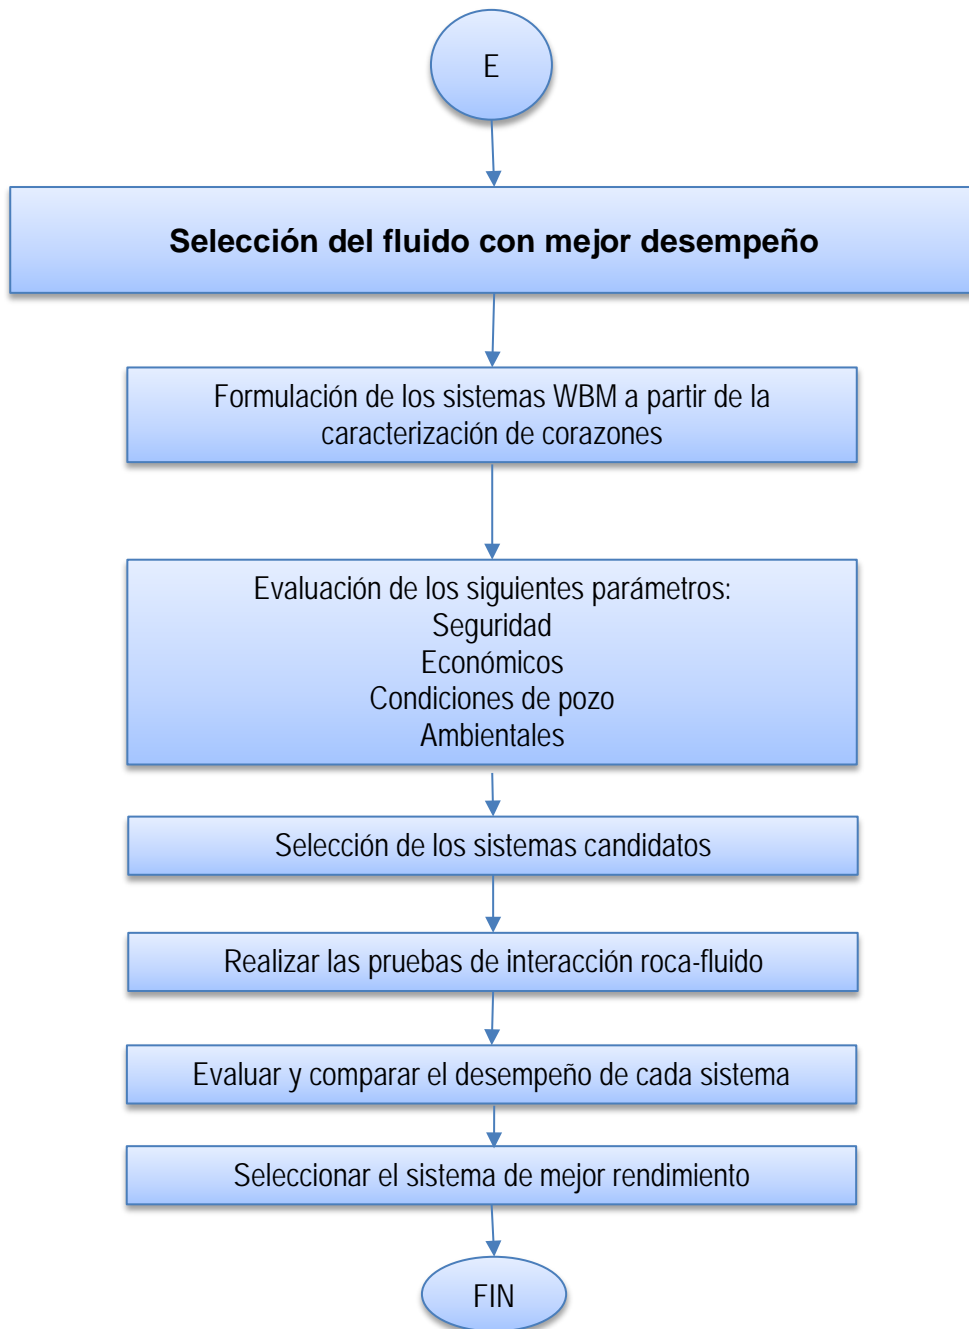 E
Selección del fluido con mejor desempeño
Formulación de los sistemas WBM a partir de la
caracterización de corazones
Evaluación de los siguientes parámetros:
Seguridad
Económicos
Condiciones de pozo
Ambientales
Selección de los sistemas candidatos
Realizar las pruebas de interacción roca-fluido
Evaluar y comparar el desempeño de cada sistema
Seleccionar el sistema de mejor rendimiento
FIN